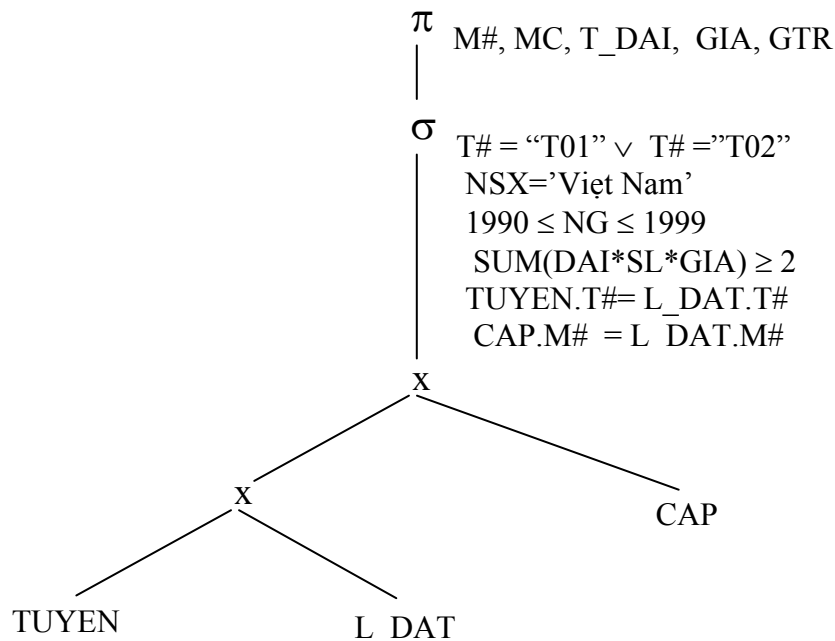 π M#, MC, T_DAI, GIA, GTR
σ T# = “T01” ∨ T# =”T02”
NSX=’Việt Nam’
1990 ≤ NG ≤ 1999
SUM(DAI*SL*GIA) ≥ 2
TUYEN.T#= L_DAT.T#
CAP.M# = L_DAT.M#
x
x
CAP
TUYEN L_DAT